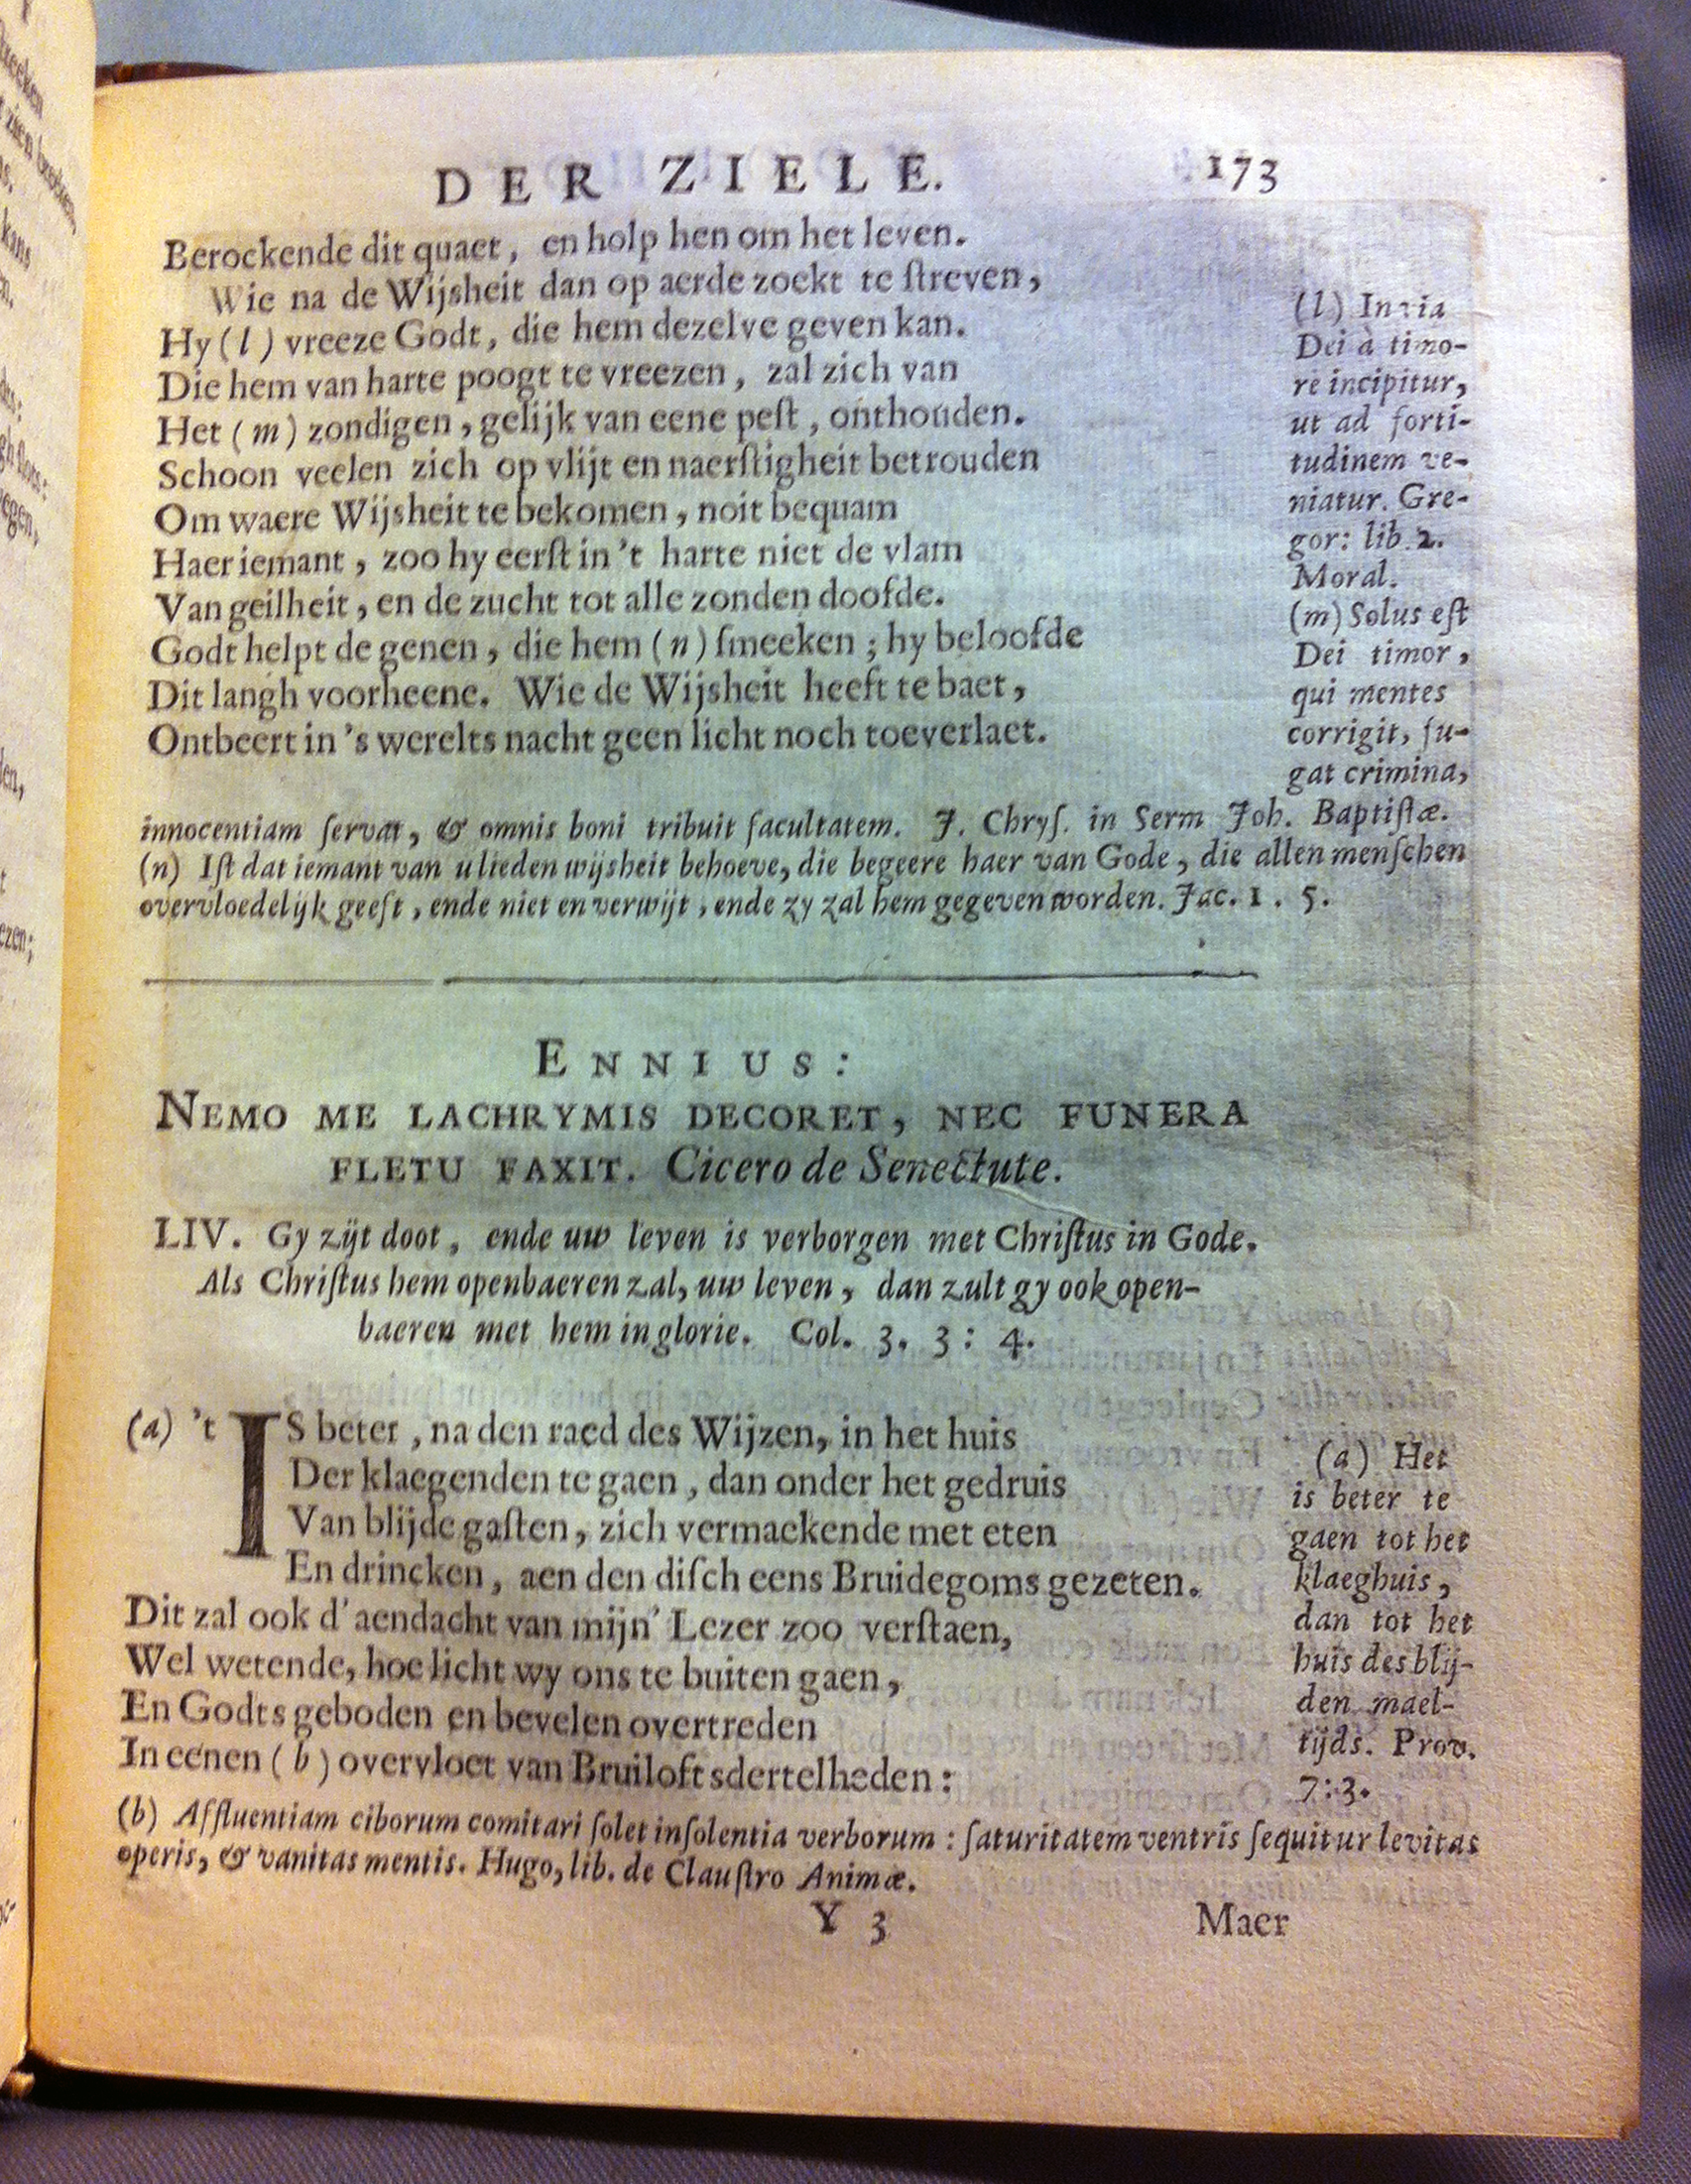 DER ZIELE. 173
Berockende dit quaet, en holp hen om het leven.
Wie na de Wijsheit dan op aerde zoekt te ſtreven,
Hy (l) vreeze Godt, die hem dezelve geven kan.
Die hem van harte poogt te vreezen, zal zich van
Het (m) zondigen, gelijk van eene peſt, onthouden.
Schoon veelen zich op vlijt en naerſtigheit betrouden
Om waere Wijsheit te bekomen, noit bequam
Haer iemant, zoo hy eerſt in 't harte niet de vlam
Van geilheit, en de zucht tot alle zonden doofde.
Godt helpt de genen, die hem (n) ſmeeken; hy beloofde
Dit langh voorheene. Wie de Wijsheit heeft te baet,
Ontbeert in 's werelts nacht geen licht noch toeverlaet.
(l) In via
Dei à timo-
re incipitur,
ut ad forti-
tudinem ve-
niatur. Gre-
gor: lib. 2.
Moral.
(m) Solus eſt
Dei timor,
qui mentes
corrigit, fu-
gat crimina,
innocentiam ſervat, & omnis boni tribuit facultatem. J. Chryſ. in Serm Joh. Baptiſtæ.
(n) Iſt dat iemant van ulieden wijsheit behoeve, die begeere haer van Gode, die allen menſchen
overvloedelijk geeft, ende niet en verwijt, ende zy zal hem gegeven worden. Jac. 1. 5.
ENNIUS:
NEMO ME LACHRYMIS DECORET, NEC FUNERA
FLETU FAXIT. Cicero de Senectute.
LIV. Gy zijt doot, ende uw leven is verborgen met Chriſtus in Gode.
Als Chriſtus hem openbaeren zal, uw leven, dan zult gy ook open-
baeren met hem in glorie. Col. 3. 3: 4.
(a) 't IS beter, na den raed des Wijzen, in het huis
Der klaegenden te gaen, dan onder het gedruis
Van blijde gaſten, zich vermaekende met eten
En drincken, aen den diſch eens Bruidegoms gezeten.
Dit zal ook d'aendacht van mijn' Lezer zoo verſtaen,
Wel wetende, hoe licht wy ons te buiten gaen,
En Godts geboden en bevelen overtreden
In eenen (b) overvloet van Bruiloftsdertelheden:
(a) Het
is beter te
gaen tot het
klaeghuis,
dan tot het
huis des blij-
den mael-
tijds. Prov.
7:3.
(b) Affluentiam ciborum comitari ſolet inſolentia verborum: ſaturitatem ventris ſequitur levitas
operis, & vanitas mentis. Hugo, lib. de Clauſtro Animæ.
Y 3 Maer